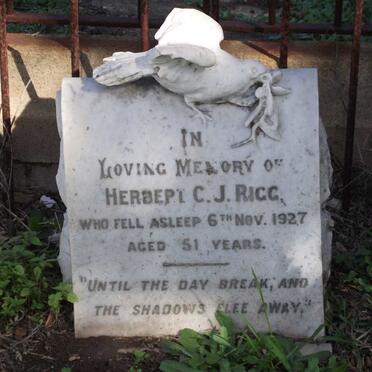 IN
LOVING MEMORY OF
HERBERT C.J. RIGG,
WHO FELL ASLEEP 6TH NOV. 1927
AGED 51 YEARS.
"UNTIL THE DAY BREAK, AND
THE SHADOWS FLEE AWAY."